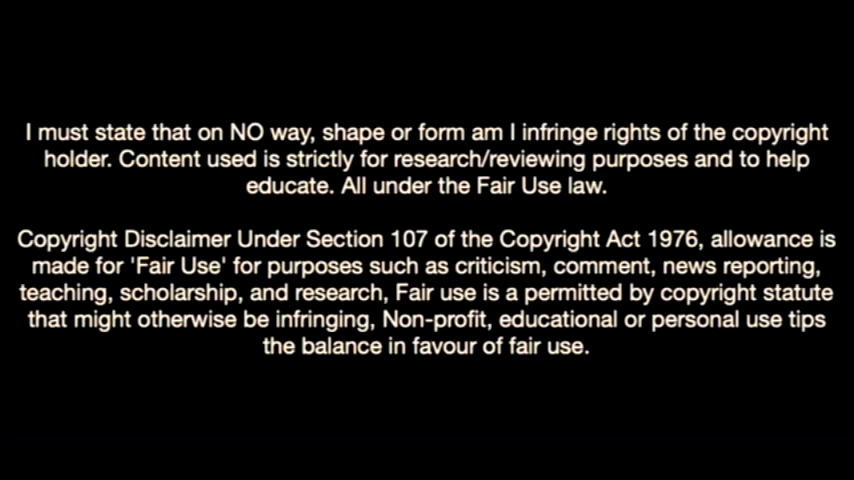 I must state that on NO way, shape or form am I infringe rights of the copyright
holder. Content used is strictly for research/reviewing purposes and to help
educate. All under the Fair Use law.
Copyright Disclaimer Under Section 107 of the Copyright Act 1976, allowance is
made for 'Fair Use' for purposes such as criticism, comment, news reporting,
teaching, scholarship, and research, Fair use is a permitted by copyright statute
that might otherwise be infringing, Non-profit, educational or personal use tips
the balance in favour of fair use.